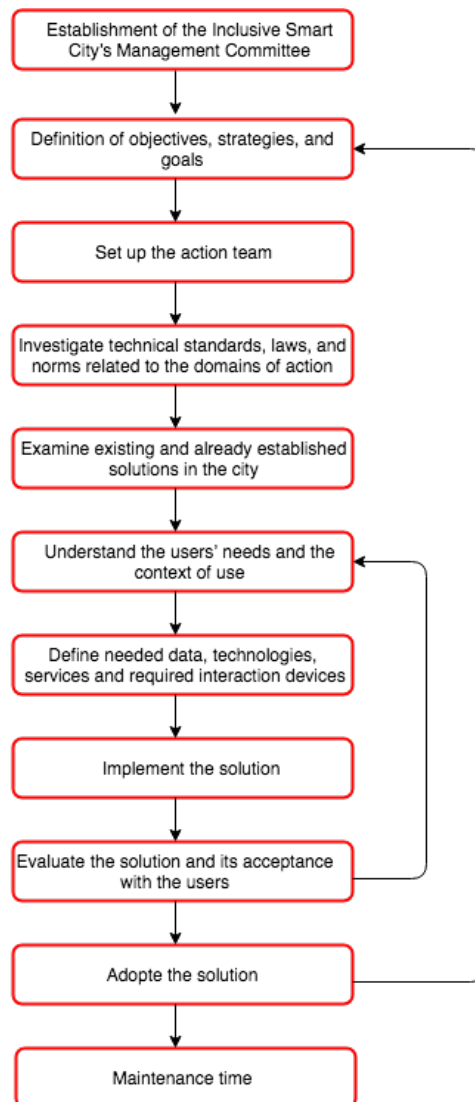 Establishment of the Inclusive Smart
City's Management Committee
Definition of objectives, strategies, and
goals
Set up the action team
Investigate technical standards, laws, and
norms related to the domains of action
Examine existing and already established
solutions in the city
Understand the users' needs and the
context of use
Define needed data, technologies,
services and required interaction devices
Implement the solution
Evaluate the solution and its acceptance
with the users
Adopte the solution
Maintenance time